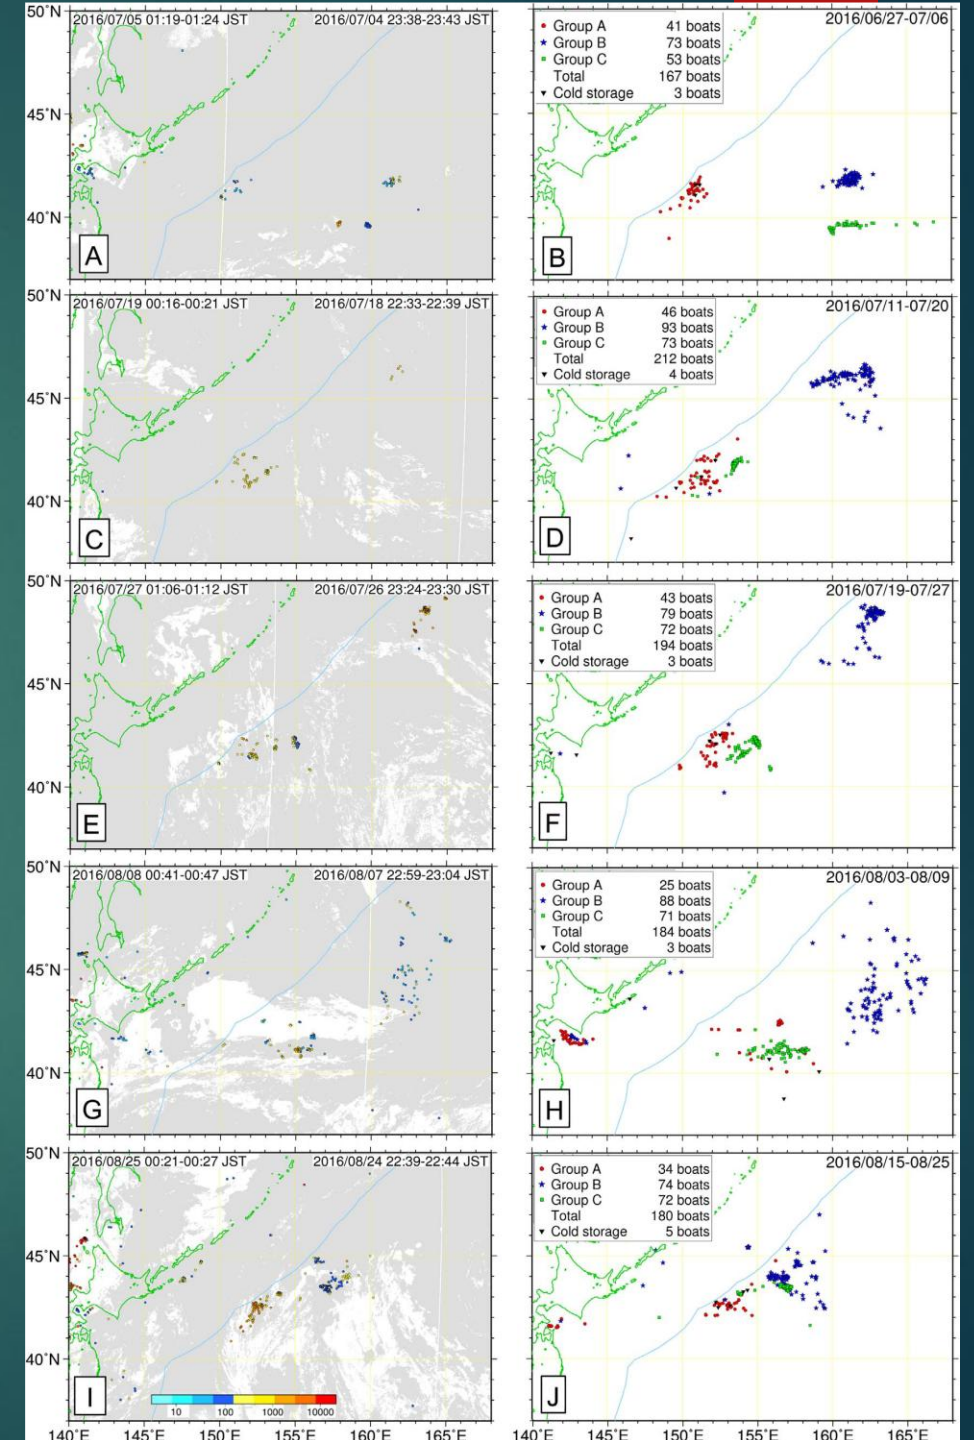 50°N 2016/07/05 01:19-01:24 JST 2016/07/04 23:38-23:43 JST
45°N
40°N
A
Group A 41 boats 2016/06/27-07/06
Group B 73 boats
Group C 53 boats
Total 167 boats
Cold storage 3 boats
B
50°N 2016/07/19 00:16-00:21 JST 2016/07/18 22:33-22:39 JST
45°N
40°N
C
Group A 46 boats 2016/07/11-07/20
Group B 93 boats
Group C 73 boats
Total 212 boats
Cold storage 4 boats
D
50°N 2016/07/27 01:06-01:12 JST 2016/07/26 23:24-23:30 JST
45°N
40°N
E
Group A 43 boats 2016/07/19-07/27
Group B 79 boats
Group C 72 boats
Total 194 boats
Cold storage 3 boats
F
50°N 2016/08/08 00:41-00:47 JST 2016/08/07 22:59-23:04 JST
45°N
40°N
G
Group A 25 boats 2016/08/03-08/09
Group B 88 boats
Group C 71 boats
Total 184 boats
Cold storage 3 boats
H
50°N 2016/08/25 00:21-00:27 JST 2016/08/24 22:39-22:44 JST
45°N
40°N
I
10 100 1000 10000
140°E 145°E 150°E 155°E 160°E 165°E
Group A 34 boats 2016/08/15-08/25
Group B 74 boats
Group C 72 boats
Total 180 boats
Cold storage 5 boats
J
140°E 145°E 150°E 155°E 160°E 165°E